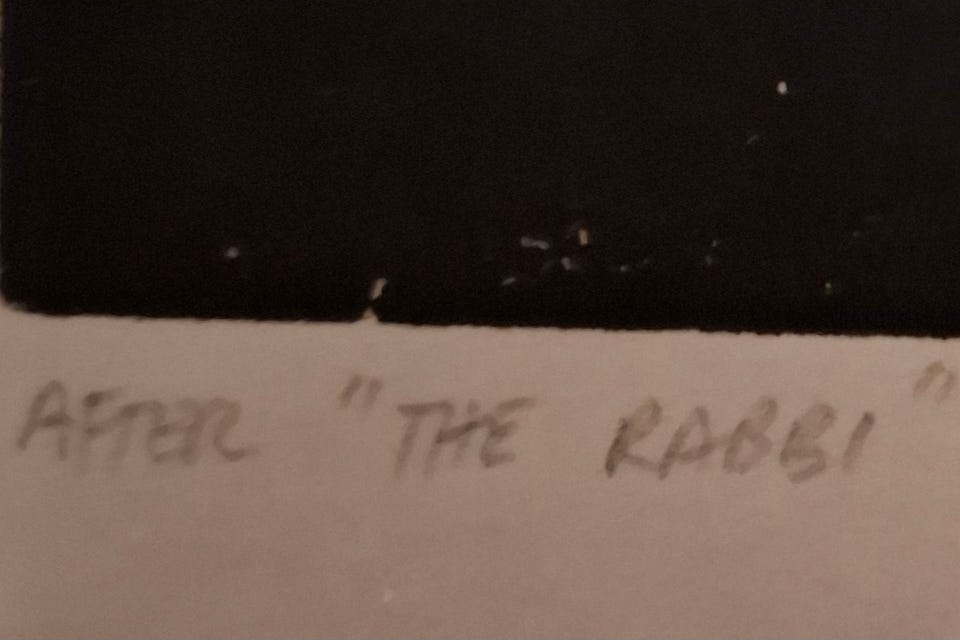 AFTER "THE RABBI"